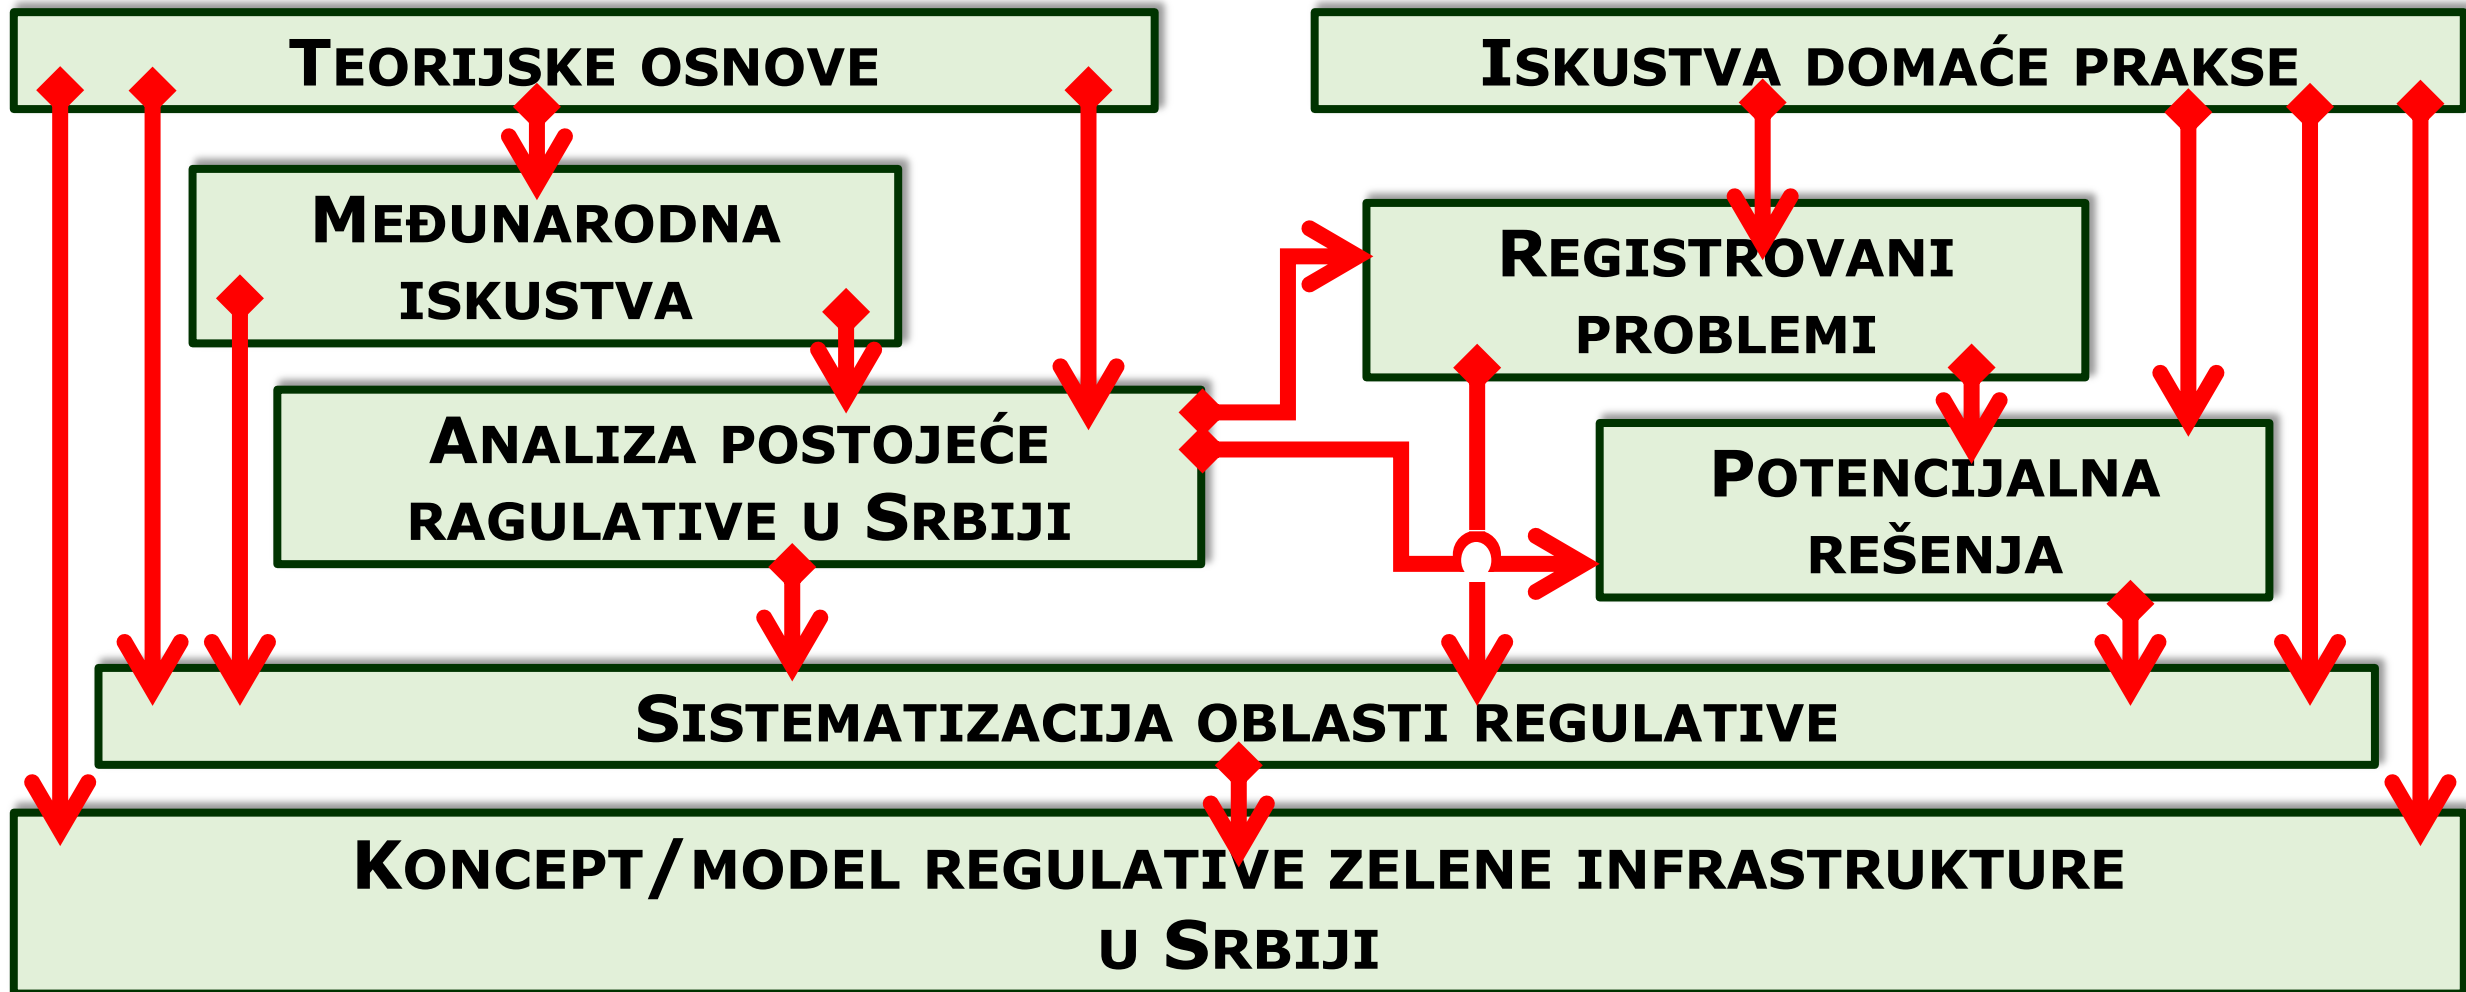 Teorijske osnove
Iskustva domaće prakse
Međunarodna
iskustva
Registrovani
problemi
Analiza postojeće
ragulative u Srbiji
Potencijalna
rešenja
Sistematizacija oblasti regulative
Koncept/model regulative zelene infrastrukture
u Srbiji